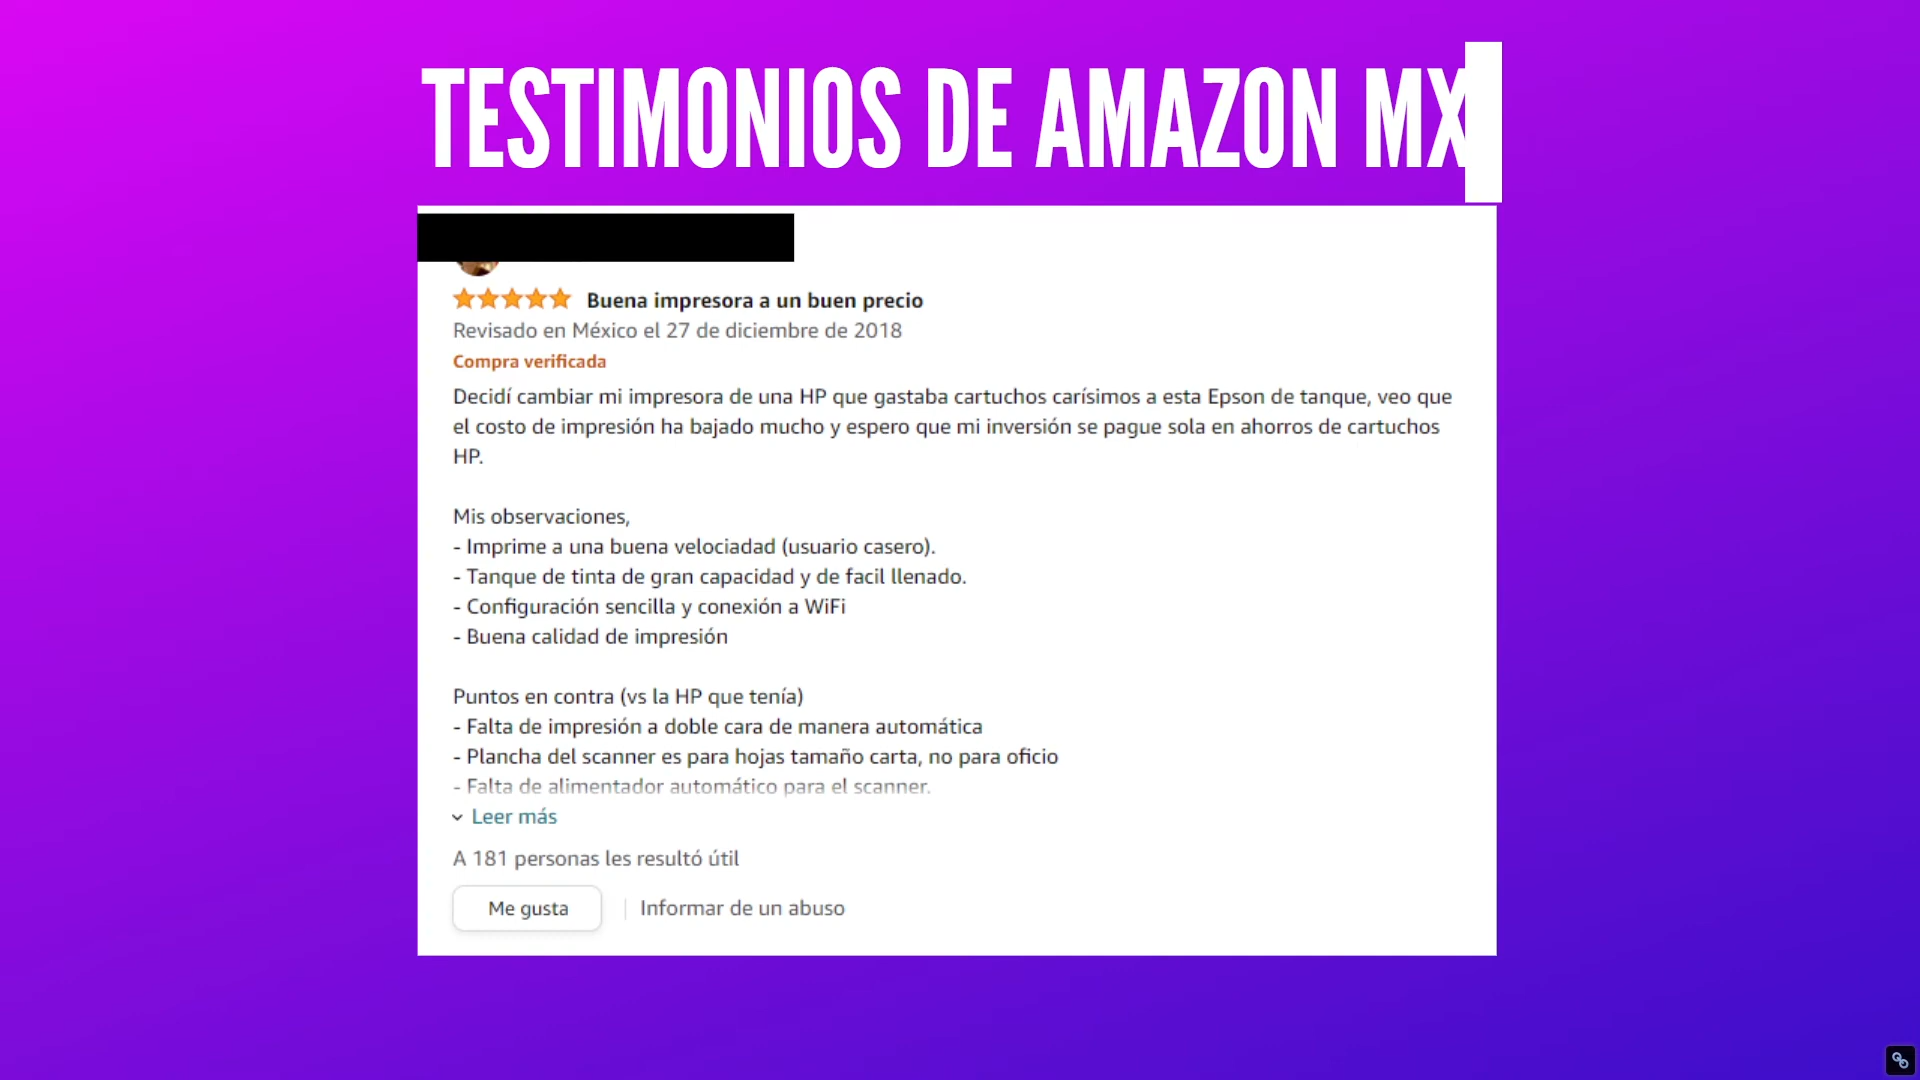 TESTIMONIOS DE AMAZON MX
Buena impresora a un buen precio
Revisado en México el 27 de diciembre de 2018
Compra verificada
Decidí cambiar mi impresora de una HP que gastaba cartuchos carísimos a esta Epson de tanque, veo que
el costo de impresión ha bajado mucho y espero que mi inversión se pague sola en ahorros de cartuchos
HP.
Mis observaciones,
- Imprime a una buena velociadad (usuario casero).
- Tanque de tinta de gran capacidad y de facil llenado.
- Configuración sencilla y conexión a WiFi
- Buena calidad de impresión
Puntos en contra (vs la HP que tenía)
- Falta de impresión a doble cara de manera automática
- Plancha del scanner es para hojas tamaño carta, no para oficio
- Falta de alimentador automático para el scanner.
Leer más
A 181 personas les resultó útil
Me gusta
Informar de un abuso